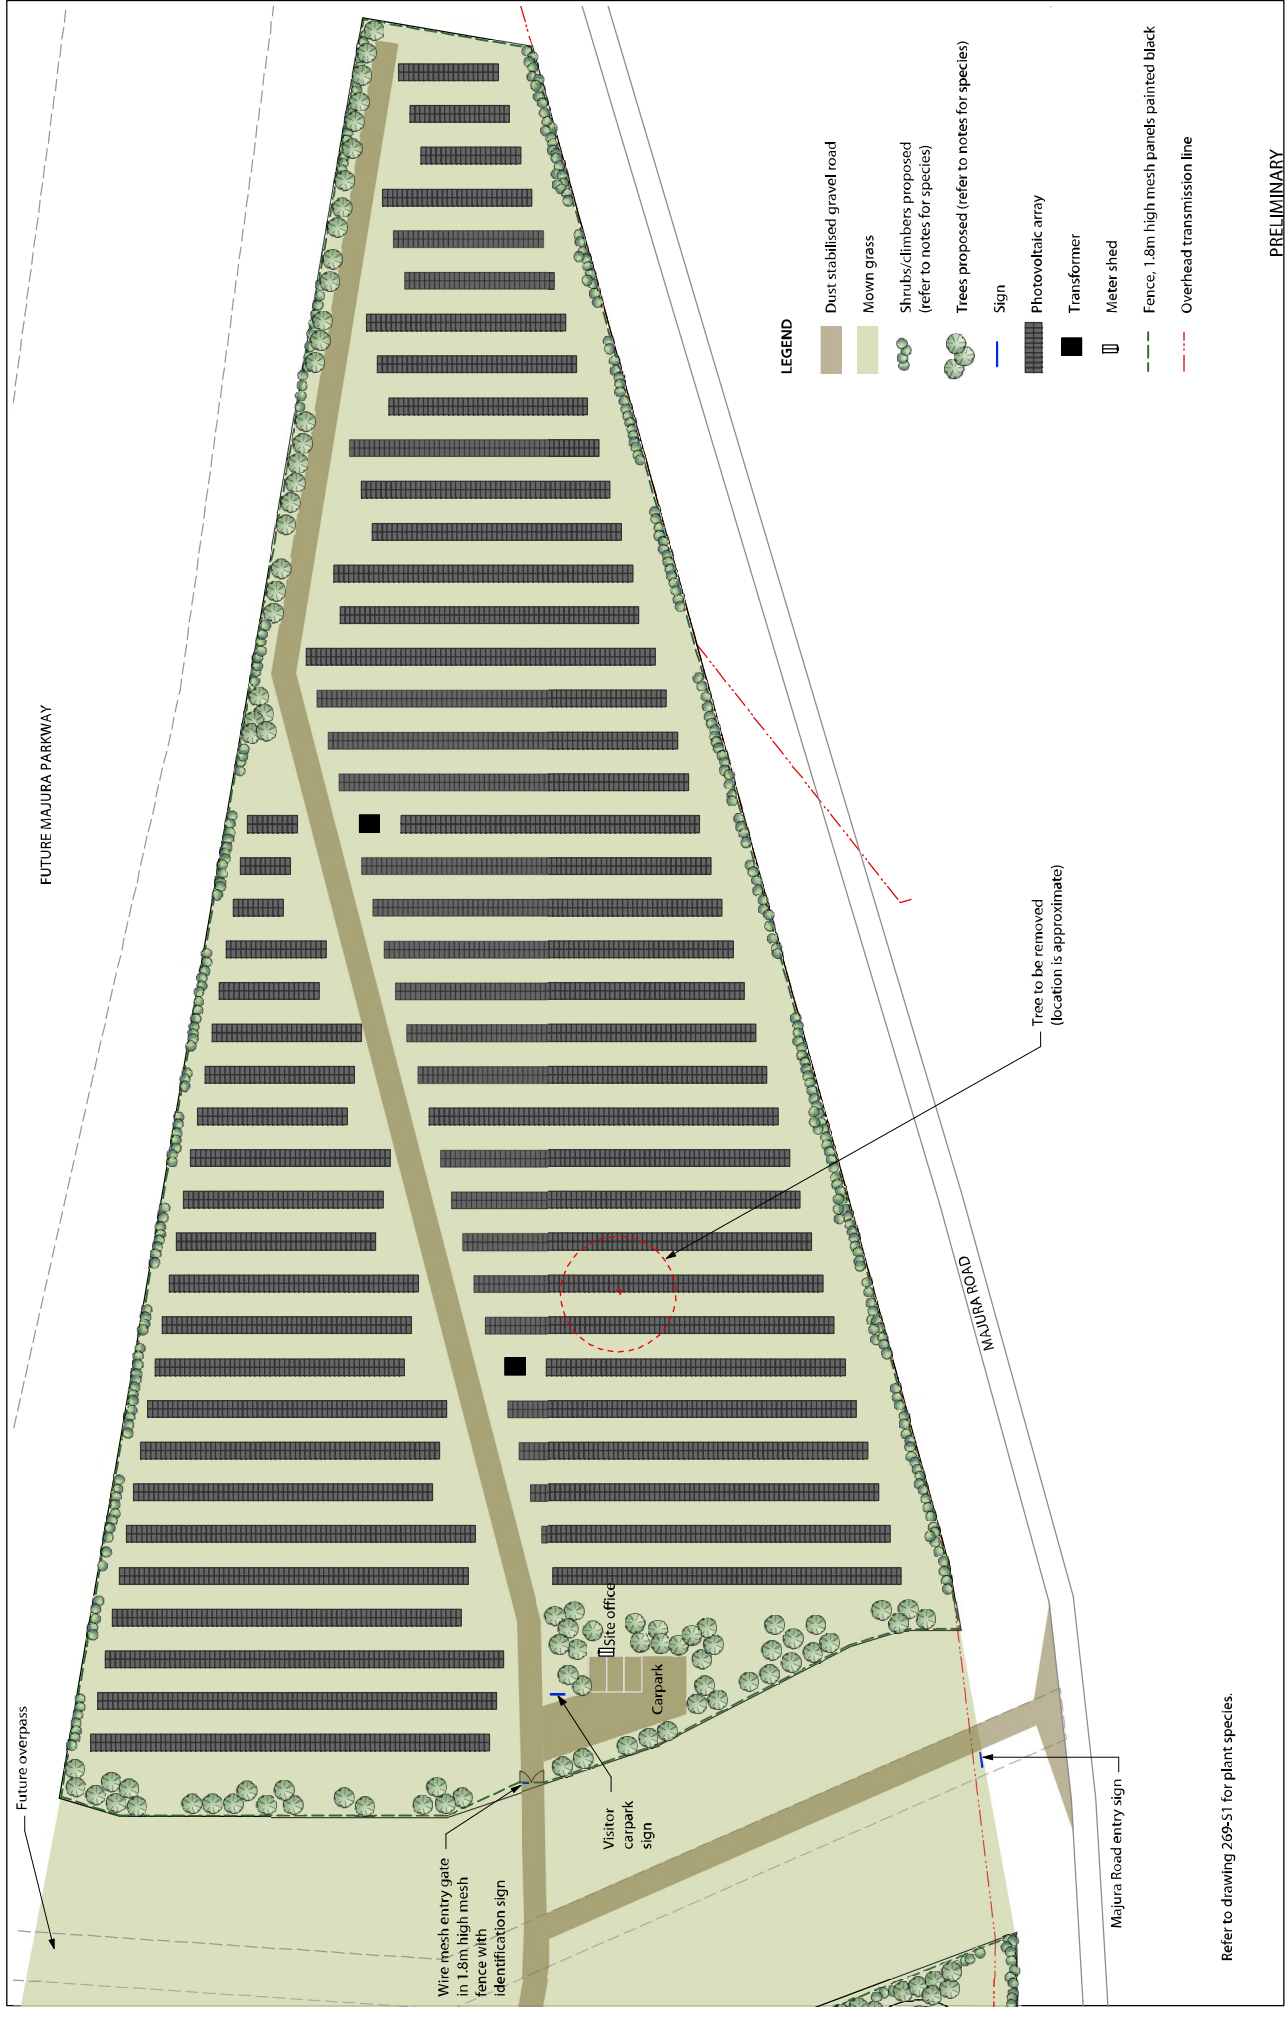 FUTURE MAJURA PARKWAY
Future overpass
Wire mesh entry gate
in 1.8m high mesh
fence with
identification sign
Visitor
carpark
sign
Site office
Carpark
Tree to be removed
(location is approximate)
MAJURA ROAD
Majura Road entry sign
LEGEND
Dust stabilised gravel road
Mown grass
Shrubs/climbers proposed
(refer to notes for species)
Trees proposed (refer to notes for species)
Sign
Photovoltaic array
Transformer
Meter shed
Fence, 1.8m high mesh panels painted black
Overhead transmission line
Refer to drawing 269-S1 for plant species.
PRELIMINARY